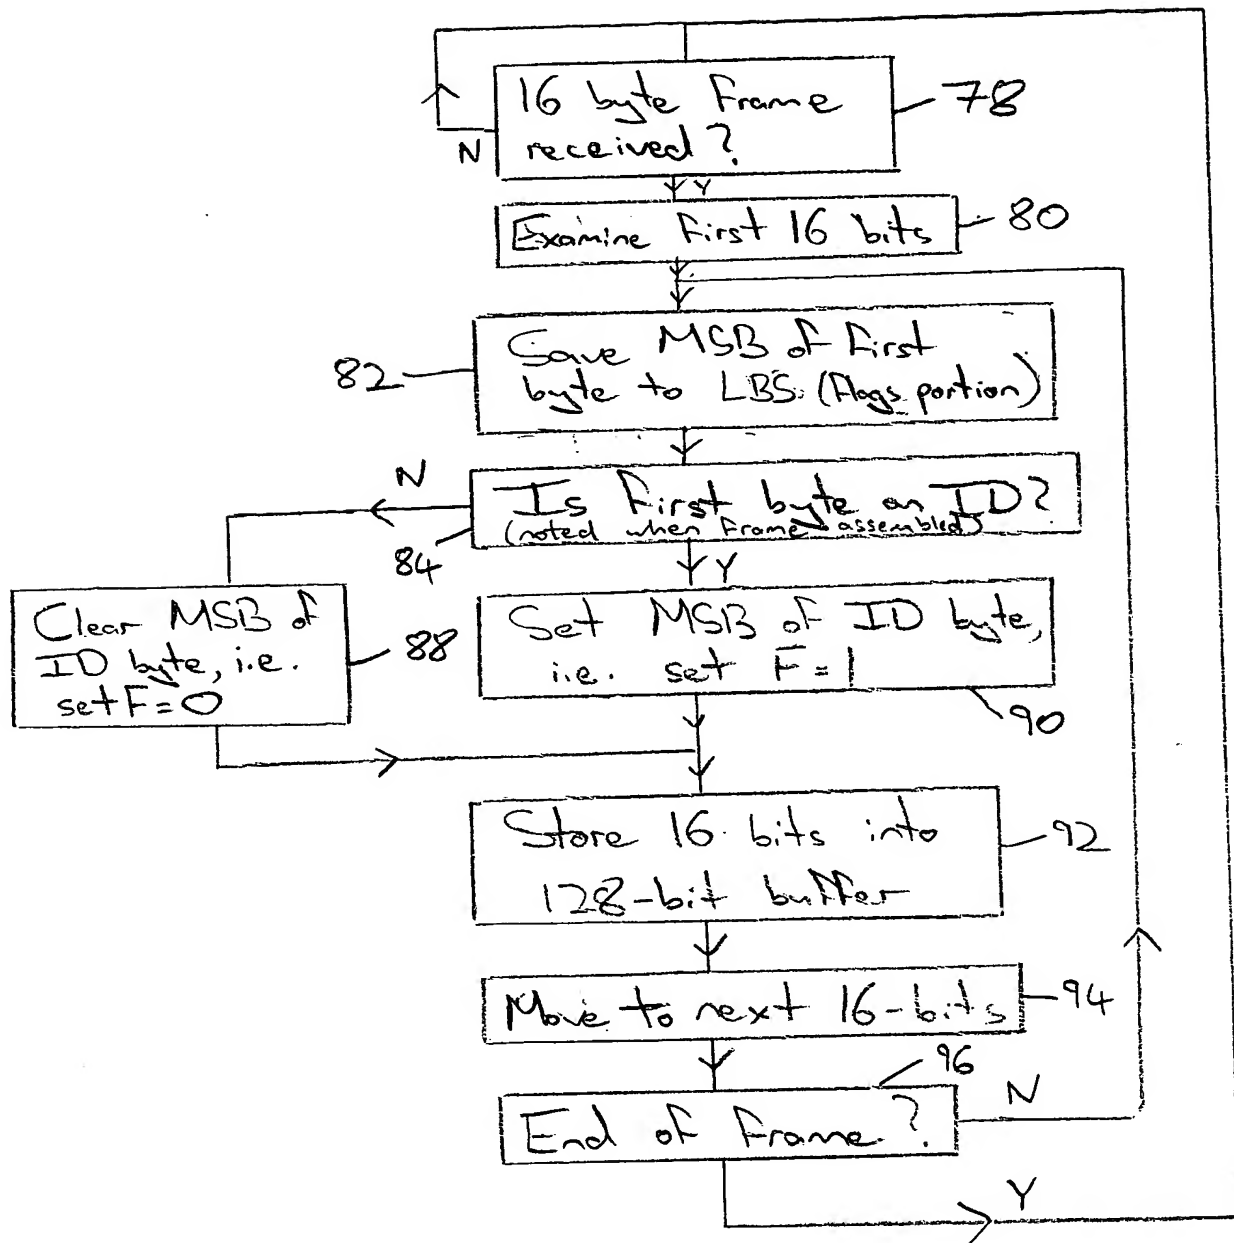 16 byte frame
received?
78
N
Y
Examine first 16 bits
80
Save MSB of first
byte to LBS (flags portion)
82
N
Is first byte an ID?
(noted when frame assembled)
84
Y
Clear MSB of
ID byte, i.e.
set F=0
88
Set MSB of ID byte,
i.e. set F=1
90
Store 16 bits into
128-bit buffer
92
Move to next 16-bits
94
96
End of frame?
N
Y